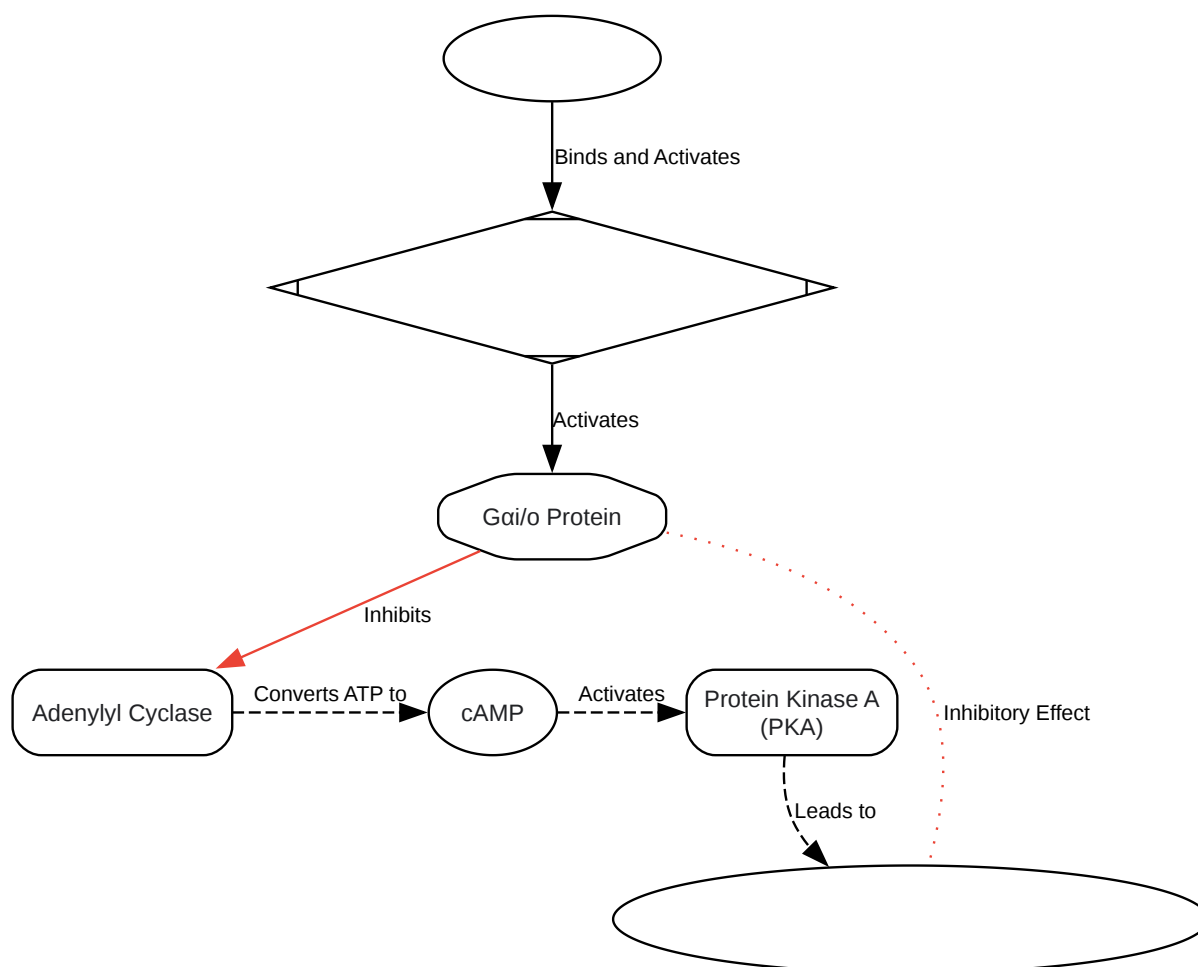 Binds and Activates
Activates
Gαi/o Protein
Inhibits
Adenylyl Cyclase
Converts ATP to
cAMP
Activates
Protein Kinase A
(PKA)
Inhibitory Effect
Leads to